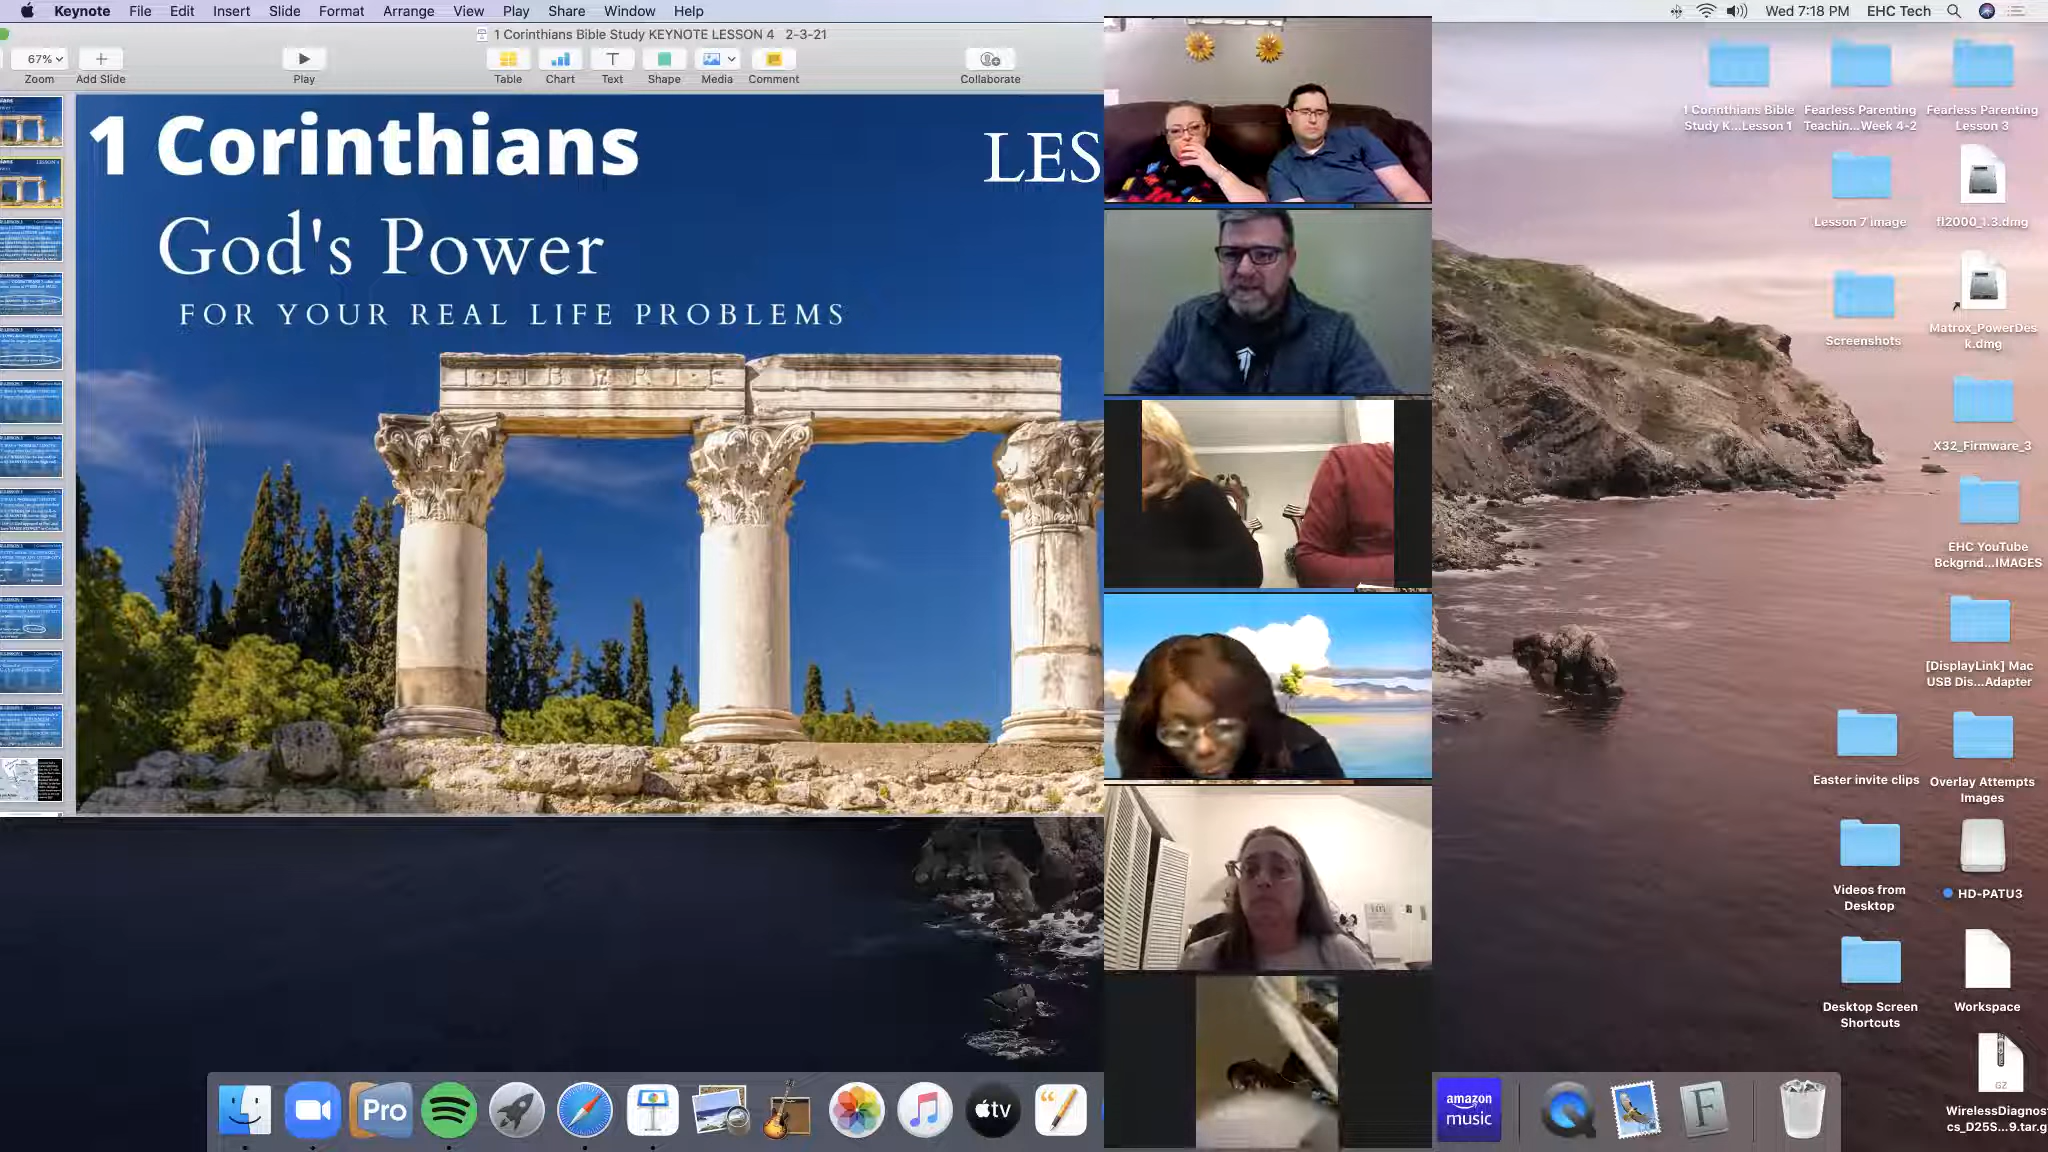 Keynote File Edit Insert Slide Format Arrange View Play Share Window Help
Wed 7:18 PM EHC Tech
1 Corinthians Bible Study KEYNOTE LESSON 4 2-3-21
67%
Zoom Add Slide Play Table Chart Text Shape Media Comment Collaborate
1 Corinthians
LES
God's Power
FOR YOUR REAL LIFE PROBLEMS
1 Corinthians Bible
Study K...Lesson 1
Fearless Parenting
Teachin...Week 4-2
Fearless Parenting
Lesson 3
Lesson 7 image
fl2000_1.3.dmg
Screenshots
Matrox_PowerDes
k.dmg
X32_Firmware_3
EHC YouTube
Bckgrnd...IMAGES
[DisplayLink] Mac
USB Dis...Adapter
Easter invite clips
Overlay Attempts
Images
Videos from
Desktop
HD-PATU3
Desktop Screen
Shortcuts
Workspace
GZ
WirelessDiagnos
cs_D25S...9.tar.g
Pro
tv
amazon
music
F